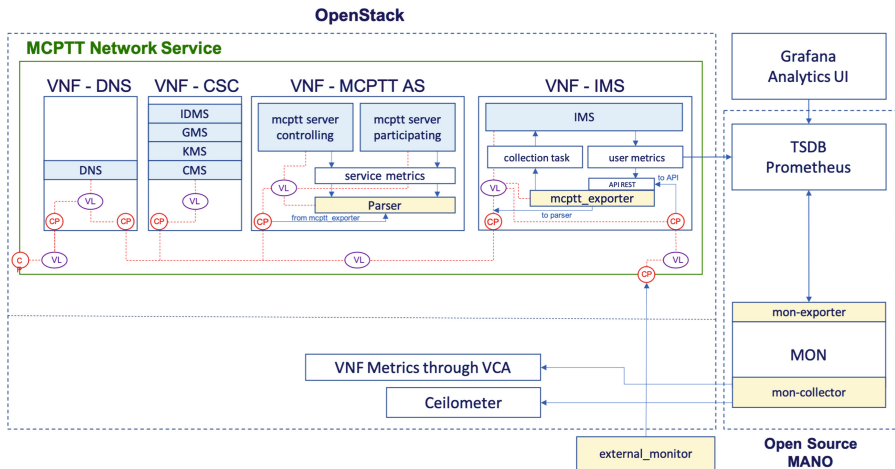 OpenStack
MCPTT Network Service
VNF - DNS
VNF - CSC
VNF - MCPTT AS
VNF - IMS
Grafana
Analytics UI
IDMS
GMS
KMS
CMS
DNS
mcptt server
controlling
mcptt server
participating
service metrics
Parser
from mcptt_exporter
IMS
collection task
user metrics
to API
API REST
mcptt_exporter
to parser
TSDB
Prometheus
VL
VL
VL
VL
CP
CP
CP
CP
CP
CP
C
P
VL
VL
VL
CP
mon-exporter
MON
mon-collector
VNF Metrics through VCA
Ceilometer
external_monitor
Open Source
MANO